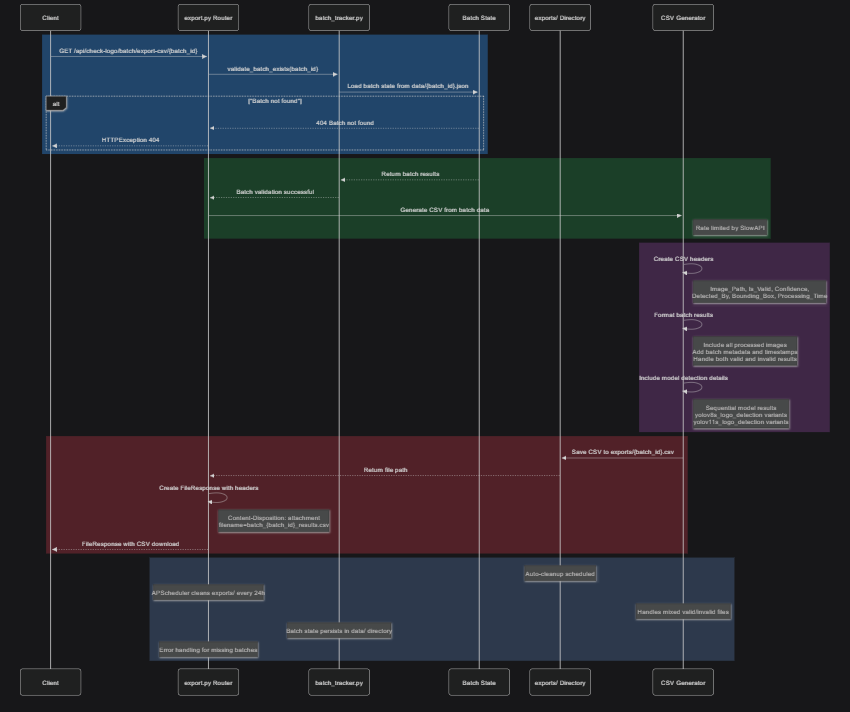 Client
export.py Router
batch_tracker.py
Batch State
exports/ Directory
CSV Generator
GET /api/check-logo/batch/export-csv/{batch_id}
validate_batch_exists(batch_id)
Load batch state from data/{batch_id}.json
alt
["Batch not found"]
404 Batch not found
HTTPException 404
Return batch results
Batch validation successful
Generate CSV from batch data
Rate limited by SlowAPI
Create CSV headers
Image_Path, Is_Valid, Confidence,
Detected_By, Bounding_Box, Processing_Time
Format batch results
Include all processed images
Add batch metadata and timestamps
Handle both valid and invalid results
Include model detection details
Sequential model results
yolov8s_logo_detection variants
yolov11s_logo_detection variants
Save CSV to exports/{batch_id}.csv
Return file path
Create FileResponse with headers
Content-Disposition: attachment
filename=batch_{batch_id}_results.csv
FileResponse with CSV download
Auto-cleanup scheduled
APScheduler cleans exports/ every 24h
Handles mixed valid/invalid files
Batch state persists in data/ directory
Error handling for missing batches
Client
export.py Router
batch_tracker.py
Batch State
exports/ Directory
CSV Generator